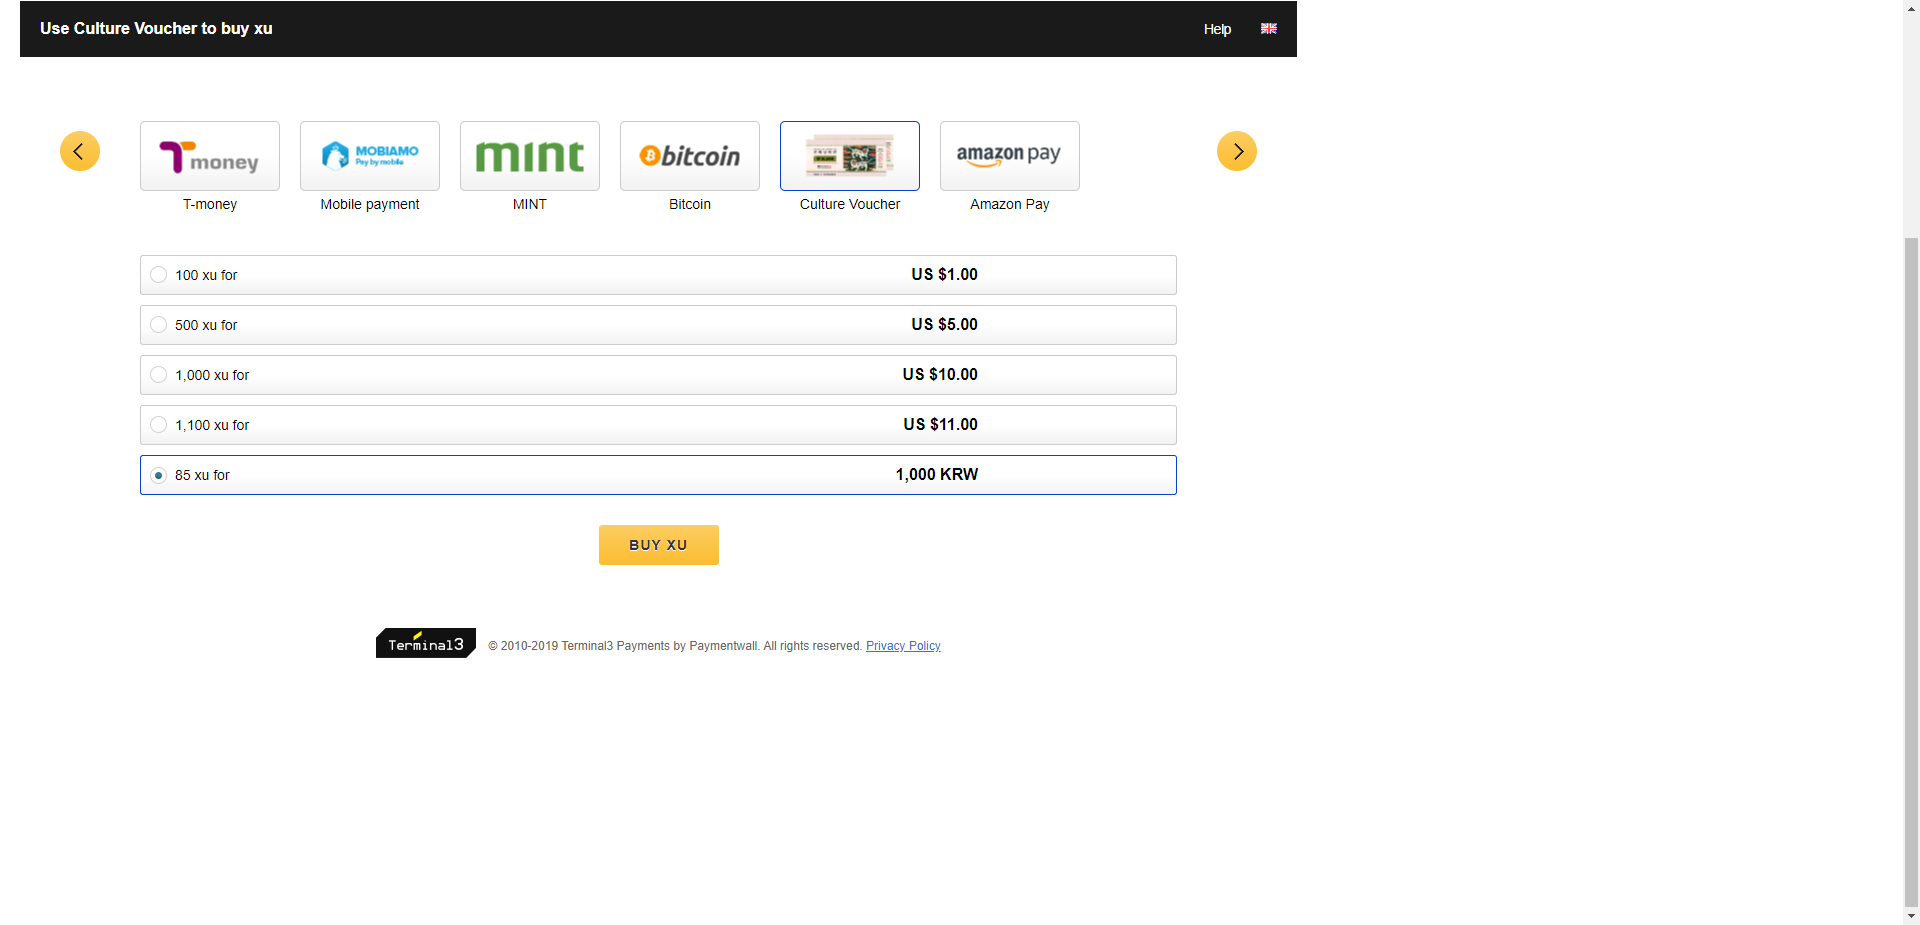 Use Culture Voucher to buy xu
Help
T money
MOBIAMO
Pay by mobile
mint
bitcoin
amazon pay
T-money
Mobile payment
MINT
Bitcoin
Culture Voucher
Amazon Pay
100 xu for US $1.00
500 xu for US $5.00
1,000 xu for US $10.00
1,100 xu for US $11.00
85 xu for 1,000 KRW
BUY XU
Terminal3
© 2010-2019 Terminal3 Payments by Paymentwall. All rights reserved. Privacy Policy